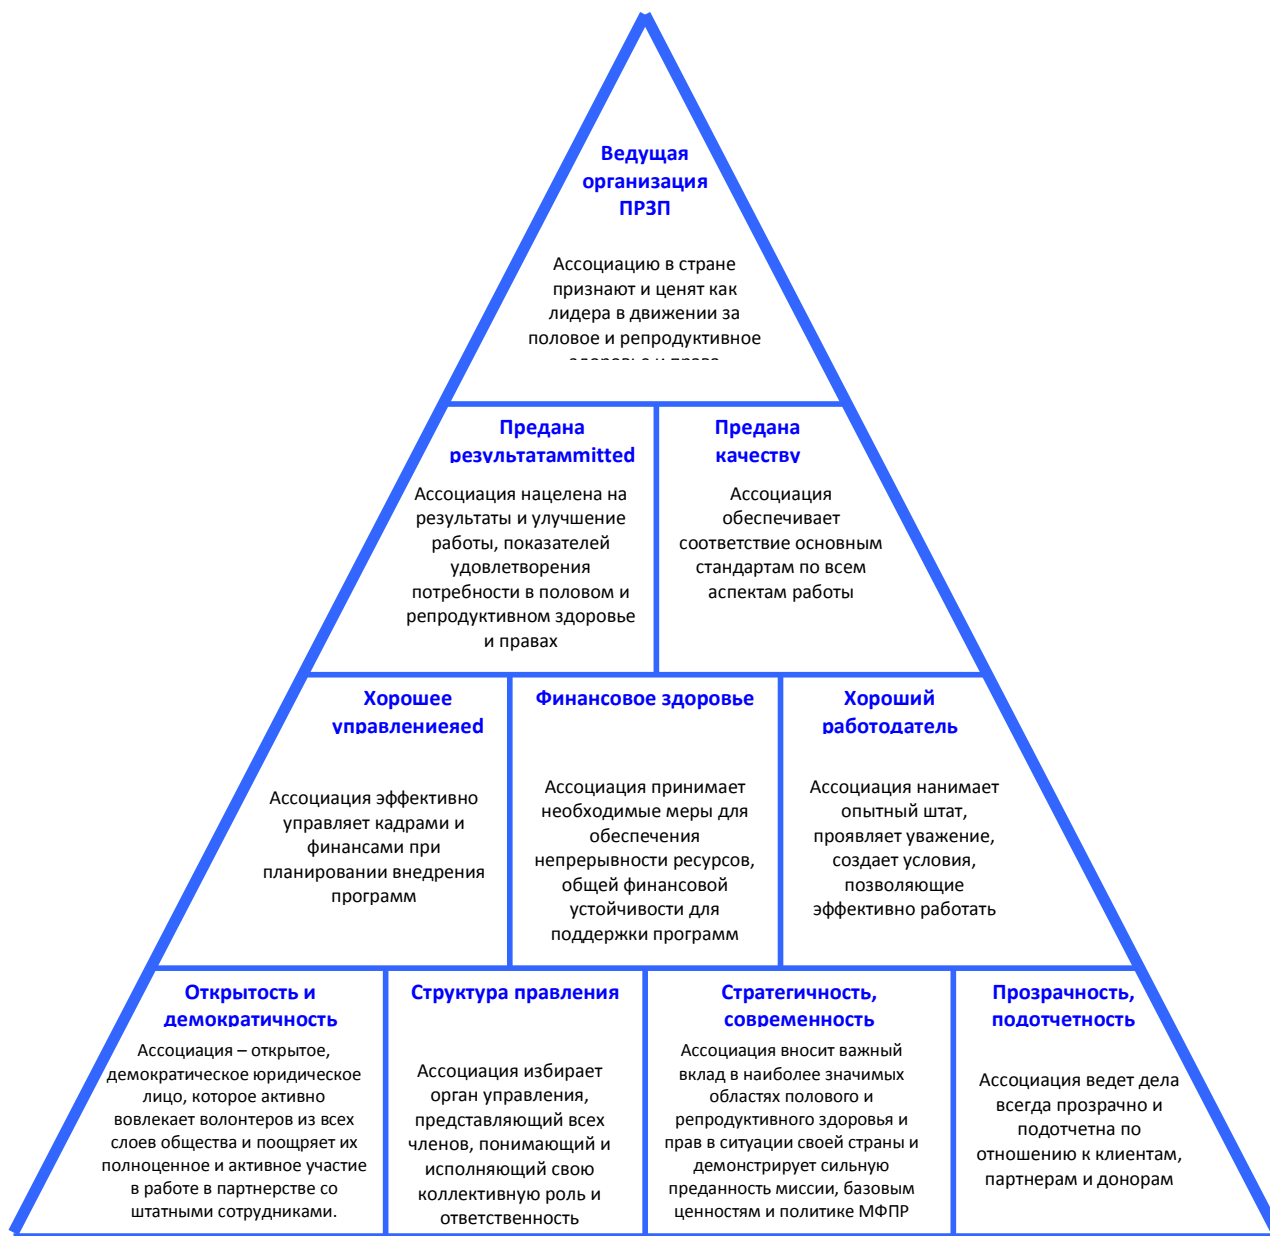 Ведущая
организация
ПРЗП
Ассоциацию в стране
признают и ценят как
лидера в движении за
половое и репродуктивное
здоровье и права
Предана
результатамmitted
Ассоциация нацелена на
результаты и улучшение
работы, показателей
удовлетворения
потребности в половом и
репродуктивном здоровье
и правах
Предана
качеству
Ассоциация
обеспечивает
соответствие основным
стандартам по всем
аспектам работы
Хорошее
управлениеяed
Ассоциация эффективно
управляет кадрами и
финансами при
планировании внедрения
программ
Финансовое здоровье
Ассоциация принимает
необходимые меры для
обеспечения
непрерывности ресурсов,
общей финансовой
устойчивости для
поддержки программ
Хороший
работодатель
Ассоциация нанимает
опытный штат,
проявляет уважение,
создает условия,
позволяющие
эффективно работать
Открытость и
демократичность
Ассоциация – открытое,
демократическое юридическое
лицо, которое активно
вовлекает волонтеров из всех
слоев общества и поощряет их
полноценное и активное участие
в работе в партнерстве со
штатными сотрудниками.
Структура правления
Ассоциация избирает
орган управления,
представляющий всех
членов, понимающий и
исполняющий свою
коллективную роль и
ответственность
Стратегичность,
современность
Ассоциация вносит важный
вклад в наиболее значимых
областях полового и
репродуктивного здоровья и
прав в ситуации своей страны и
демонстрирует сильную
преданность миссии, базовым
ценностям и политике МФПР
Прозрачность,
подотчетность
Ассоциация ведет дела
всегда прозрачно и
подотчетна по
отношению к клиентам,
партнерам и донорам